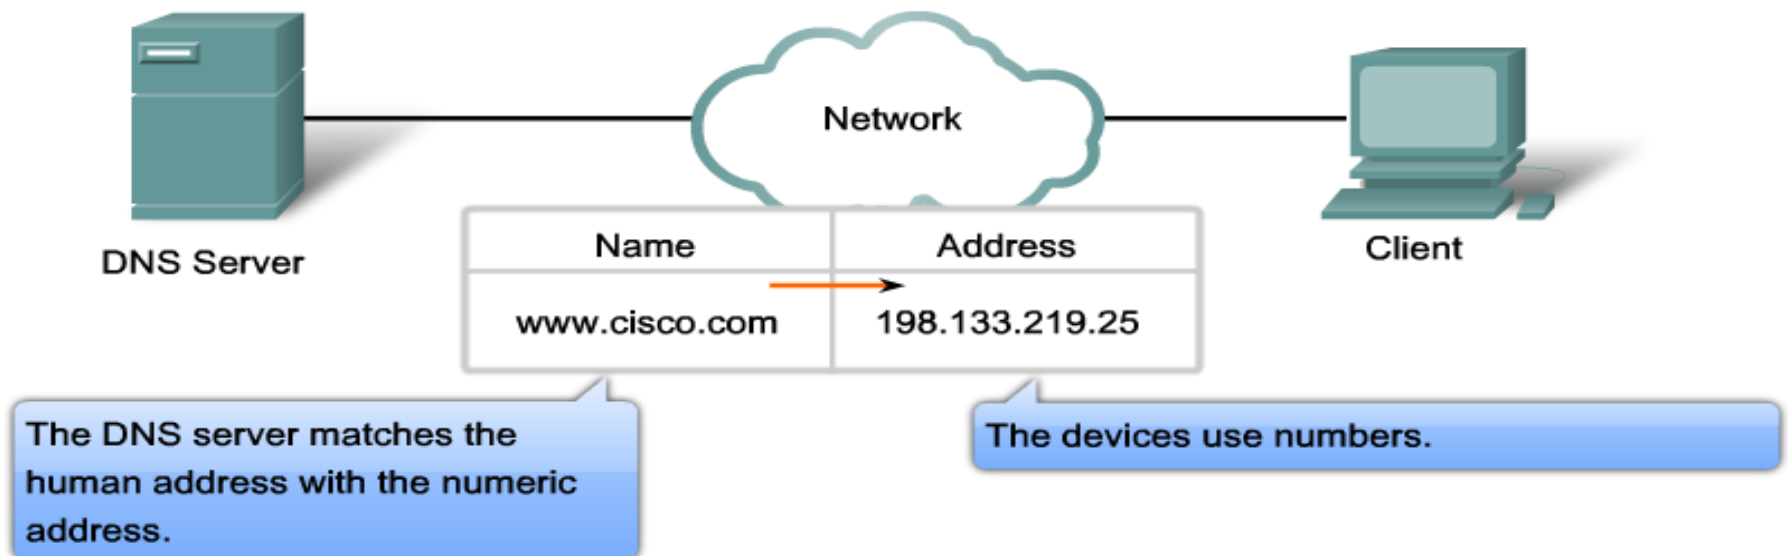 Network
DNS Server
Client
Name Address
www.cisco.com 198.133.219.25
The DNS server matches the
human address with the numeric
address.
The devices use numbers.